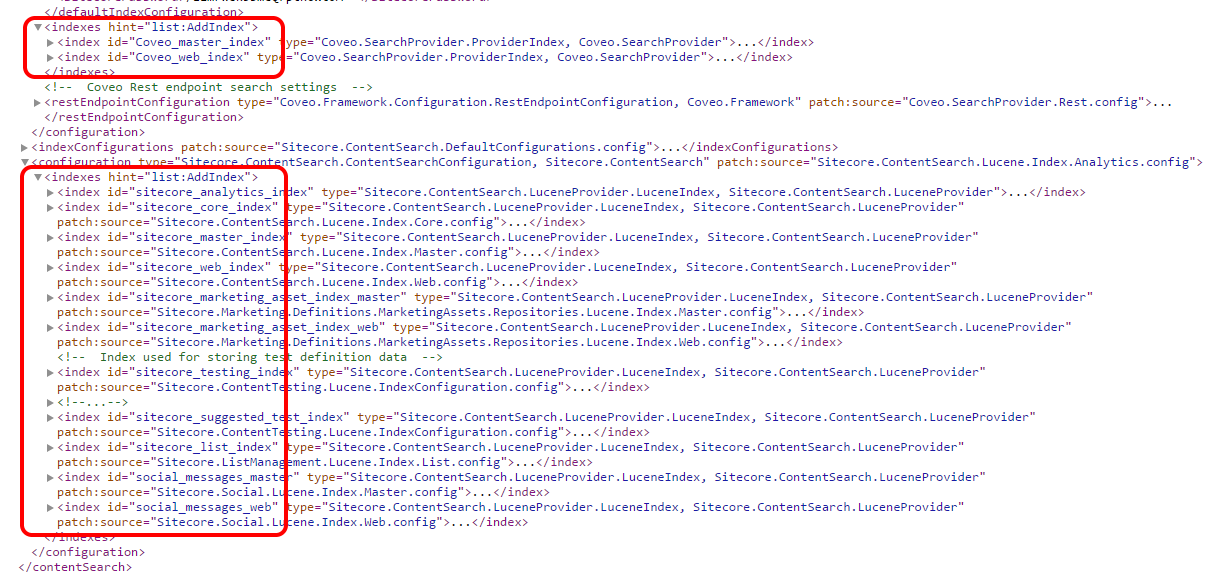 </defaultIndexConfiguration>
▼<indexes hint="list:AddIndex">
▶<index id="Coveo_master_index" type="Coveo.SearchProvider.ProviderIndex, Coveo.SearchProvider">...</index>
▶<index id="Coveo_web_index" type="Coveo.SearchProvider.ProviderIndex, Coveo.SearchProvider">...</index>
</indexes>
<!-- Coveo Rest endpoint search settings -->
▶<restEndpointConfiguration type="Coveo.Framework.Configuration.RestEndpointConfiguration, Coveo.Framework" patch:source="Coveo.SearchProvider.Rest.config">...
</restEndpointConfiguration>
</configuration>
▶<indexConfigurations patch:source="Sitecore.ContentSearch.DefaultConfigurations.config">...</indexConfigurations>
▼<configuration type="Sitecore.ContentSearch.ContentSearchConfiguration, Sitecore.ContentSearch" patch:source="Sitecore.ContentSearch.Lucene.Index.Analytics.config">
▼<indexes hint="list:AddIndex">
▶<index id="sitecore_analytics_index" type="Sitecore.ContentSearch.LuceneProvider.LuceneIndex, Sitecore.ContentSearch.LuceneProvider">...</index>
▶<index id="sitecore_core_index" type="Sitecore.ContentSearch.LuceneProvider.LuceneIndex, Sitecore.ContentSearch.LuceneProvider"
patch:source="Sitecore.ContentSearch.Lucene.Index.Core.config">...</index>
▶<index id="sitecore_master_index" type="Sitecore.ContentSearch.LuceneProvider.LuceneIndex, Sitecore.ContentSearch.LuceneProvider"
patch:source="Sitecore.ContentSearch.Lucene.Index.Master.config">...</index>
▶<index id="sitecore_web_index" type="Sitecore.ContentSearch.LuceneProvider.LuceneIndex, Sitecore.ContentSearch.LuceneProvider"
patch:source="Sitecore.ContentSearch.Lucene.Index.Web.config">...</index>
▶<index id="sitecore_marketing_asset_index_master" type="Sitecore.ContentSearch.LuceneProvider.LuceneIndex, Sitecore.ContentSearch.LuceneProvider"
patch:source="Sitecore.Marketing.Definitions.MarketingAssets.Repositories.Lucene.Index.Master.config">...</index>
▶<index id="sitecore_marketing_asset_index_web" type="Sitecore.ContentSearch.LuceneProvider.LuceneIndex, Sitecore.ContentSearch.LuceneProvider"
patch:source="Sitecore.Marketing.Definitions.MarketingAssets.Repositories.Lucene.Index.Web.config">...</index>
<!-- Index used for storing test definition data -->
▶<index id="sitecore_testing_index" type="Sitecore.ContentSearch.LuceneProvider.LuceneIndex, Sitecore.ContentSearch.LuceneProvider"
patch:source="Sitecore.ContentTesting.Lucene.IndexConfiguration.config">...</index>
▶<!--...-->
▶<index id="sitecore_suggested_test_index" type="Sitecore.ContentSearch.LuceneProvider.LuceneIndex, Sitecore.ContentSearch.LuceneProvider"
patch:source="Sitecore.ContentTesting.Lucene.IndexConfiguration.config">...</index>
▶<index id="sitecore_list_index" type="Sitecore.ContentSearch.LuceneProvider.LuceneIndex, Sitecore.ContentSearch.LuceneProvider"
patch:source="Sitecore.ListManagement.Lucene.Index.List.config">...</index>
▶<index id="social_messages_master" type="Sitecore.ContentSearch.LuceneProvider.LuceneIndex, Sitecore.ContentSearch.LuceneProvider"
patch:source="Sitecore.Social.Lucene.Index.Master.config">...</index>
▶<index id="social_messages_web" type="Sitecore.ContentSearch.LuceneProvider.LuceneIndex, Sitecore.ContentSearch.LuceneProvider"
patch:source="Sitecore.Social.Lucene.Index.Web.config">...</index>
</indexes>
</configuration>
</contentSearch>